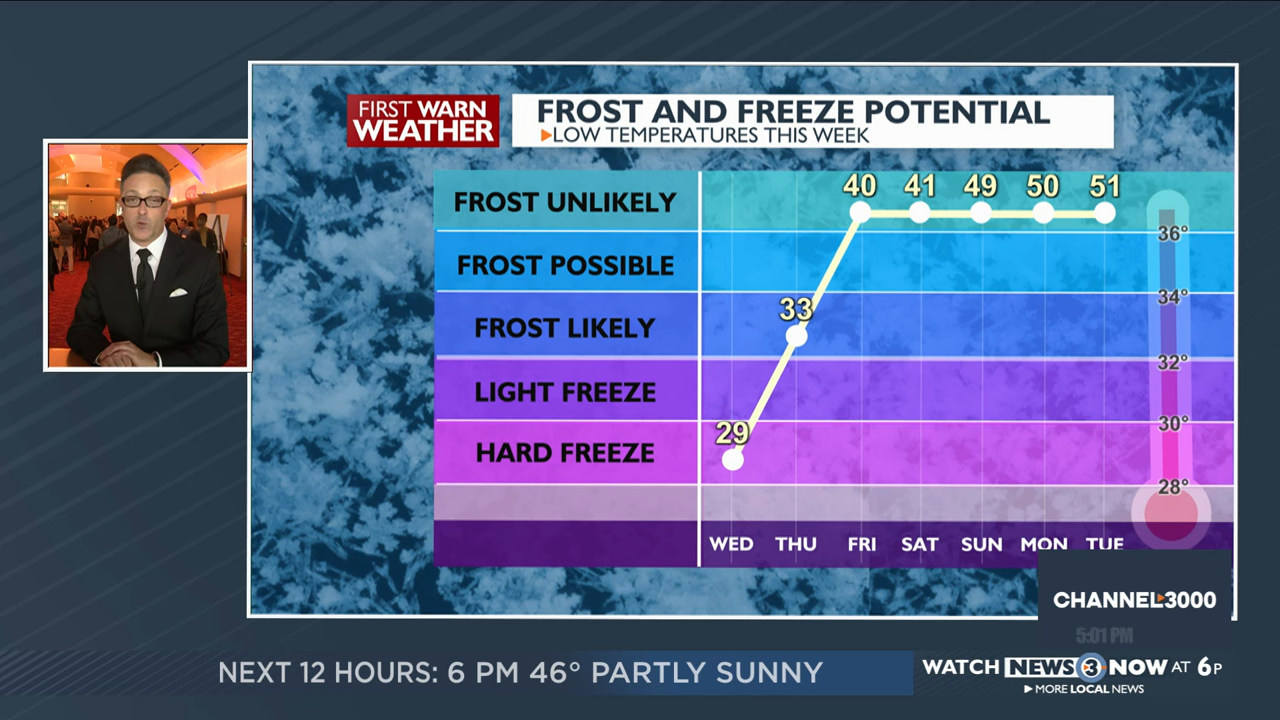 FIRST WARN
WEATHER
FROST AND FREEZE POTENTIAL
LOW TEMPERATURES THIS WEEK
FROST UNLIKELY
FROST POSSIBLE
FROST LIKELY
LIGHT FREEZE
HARD FREEZE
29
33
40
41
49
50
51
36°
34°
32°
30°
28°
WED THU FRI SAT SUN MON TUE
CHANNEL3000
5:01 PM
NEXT 12 HOURS: 6 PM 46° PARTLY SUNNY
WATCH NEWS 3 NOW AT 6P
MORE LOCAL NEWS